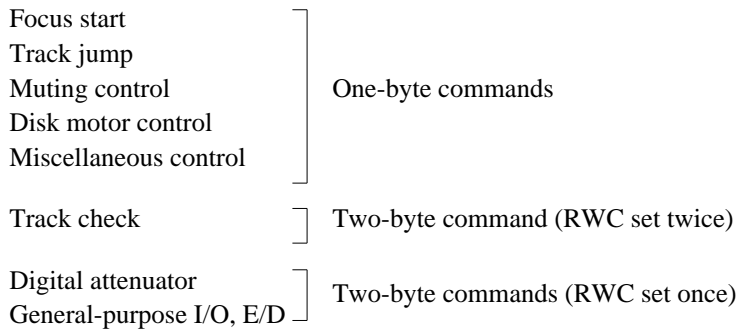 Focus start
Track jump
Muting control
One-byte commands
Disk motor control
Miscellaneous control
Track check
Two-byte command (RWC set twice)
Digital attenuator
Two-byte commands (RWC set once)
General-purpose I/O, E/D